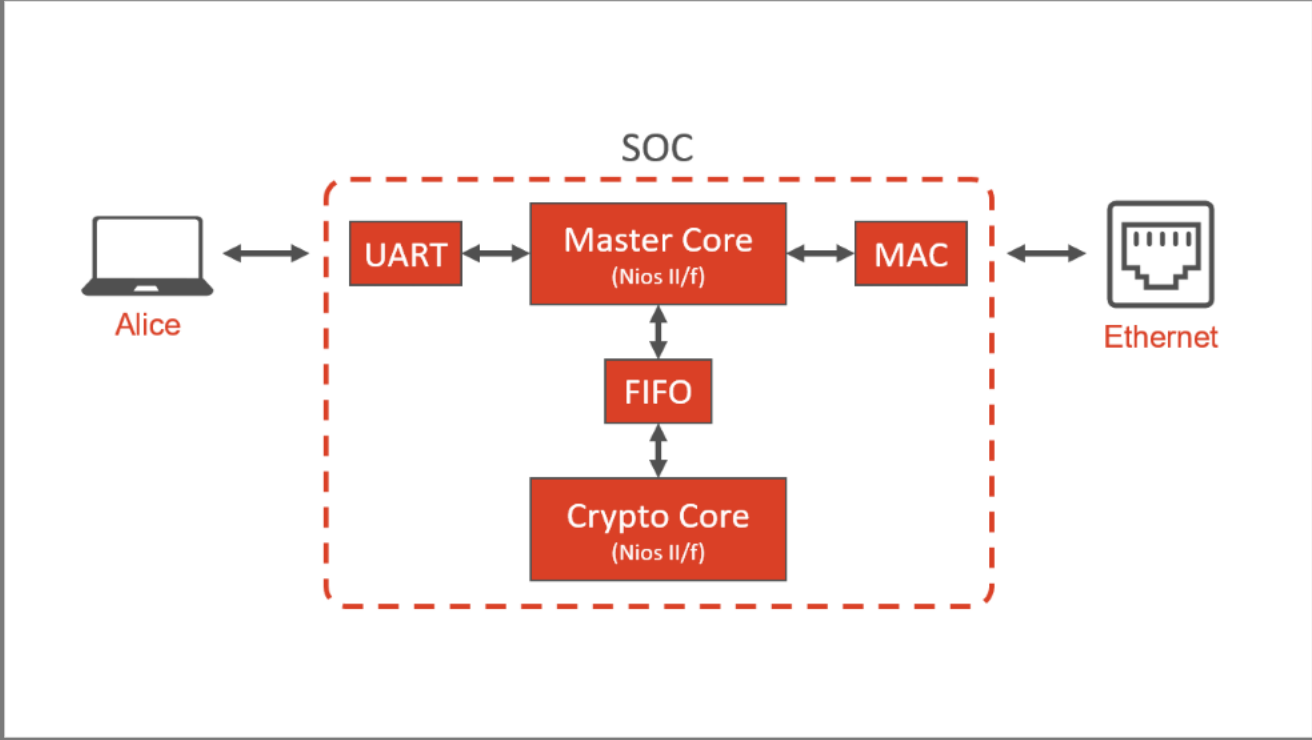 SOC
UART
Master Core
(Nios II/f)
MAC
Alice
Ethernet
FIFO
Crypto Core
(Nios II/f)